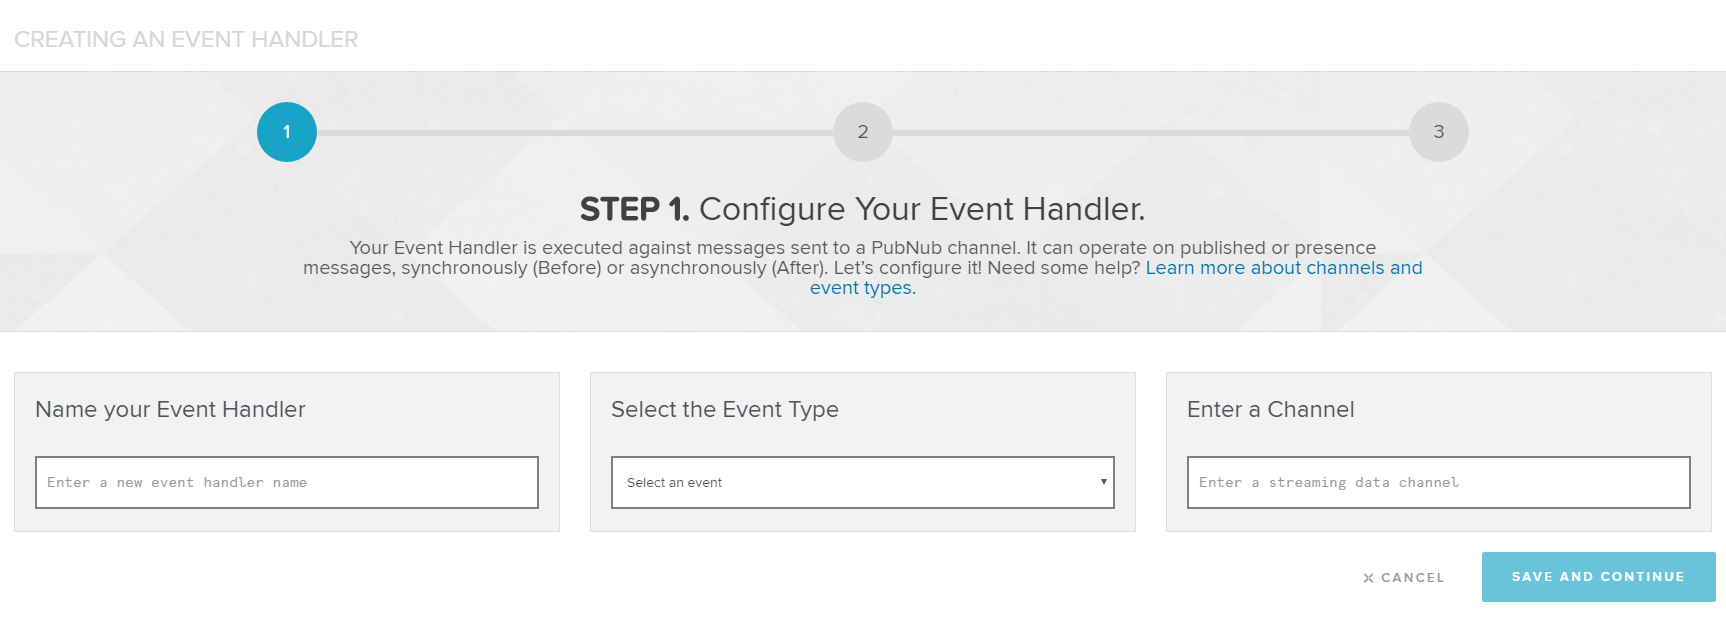 CREATING AN EVENT HANDLER
1
2
3
STEP 1. Configure Your Event Handler.
Your Event Handler is executed against messages sent to a PubNub channel. It can operate on published or presence
messages, synchronously (Before) or asynchronously (After). Let’s configure it! Need some help? Learn more about channels and
event types.
Name your Event Handler
Enter a new event handler name
Select the Event Type
Select an event
Enter a Channel
Enter a streaming data channel
CANCEL
SAVE AND CONTINUE